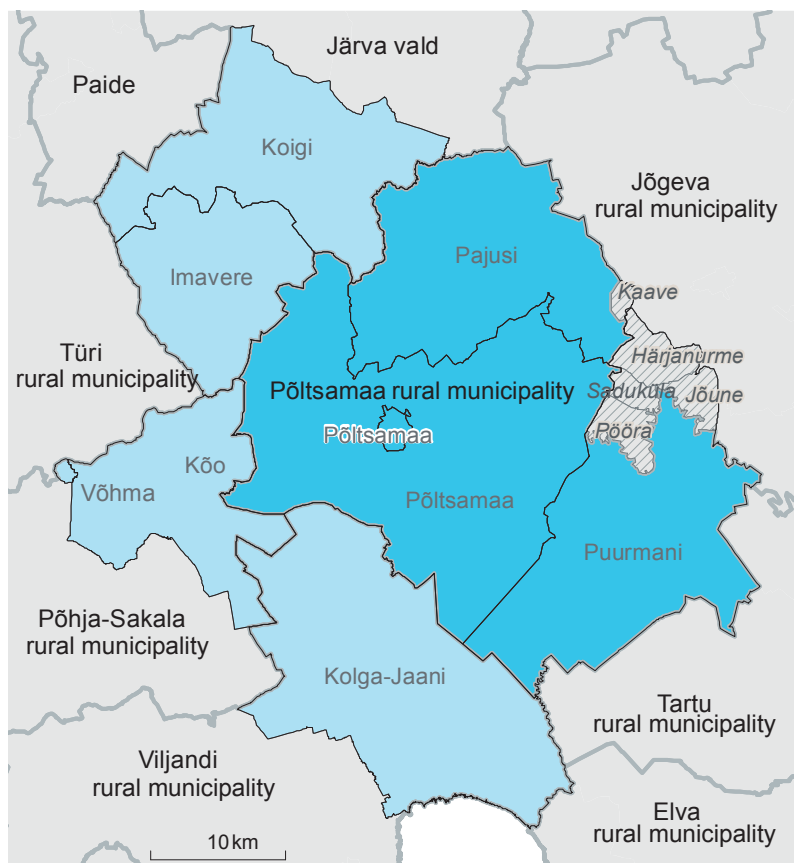 Järva vald
Paide
Koigi
Jõgeva
rural municipality
Pajusi
Imavere
Kaave
Türi
rural municipality
Härjanurme
Põltsamaa rural municipality
Saduküla
Jõune
Põltsamaa
Pööra
Kõo
Võhma
Põltsamaa
Puurmani
Põhja-Sakala
rural municipality
Kolga-Jaani
Tartu
rural municipality
Viljandi
rural municipality
Elva
rural municipality
10 km